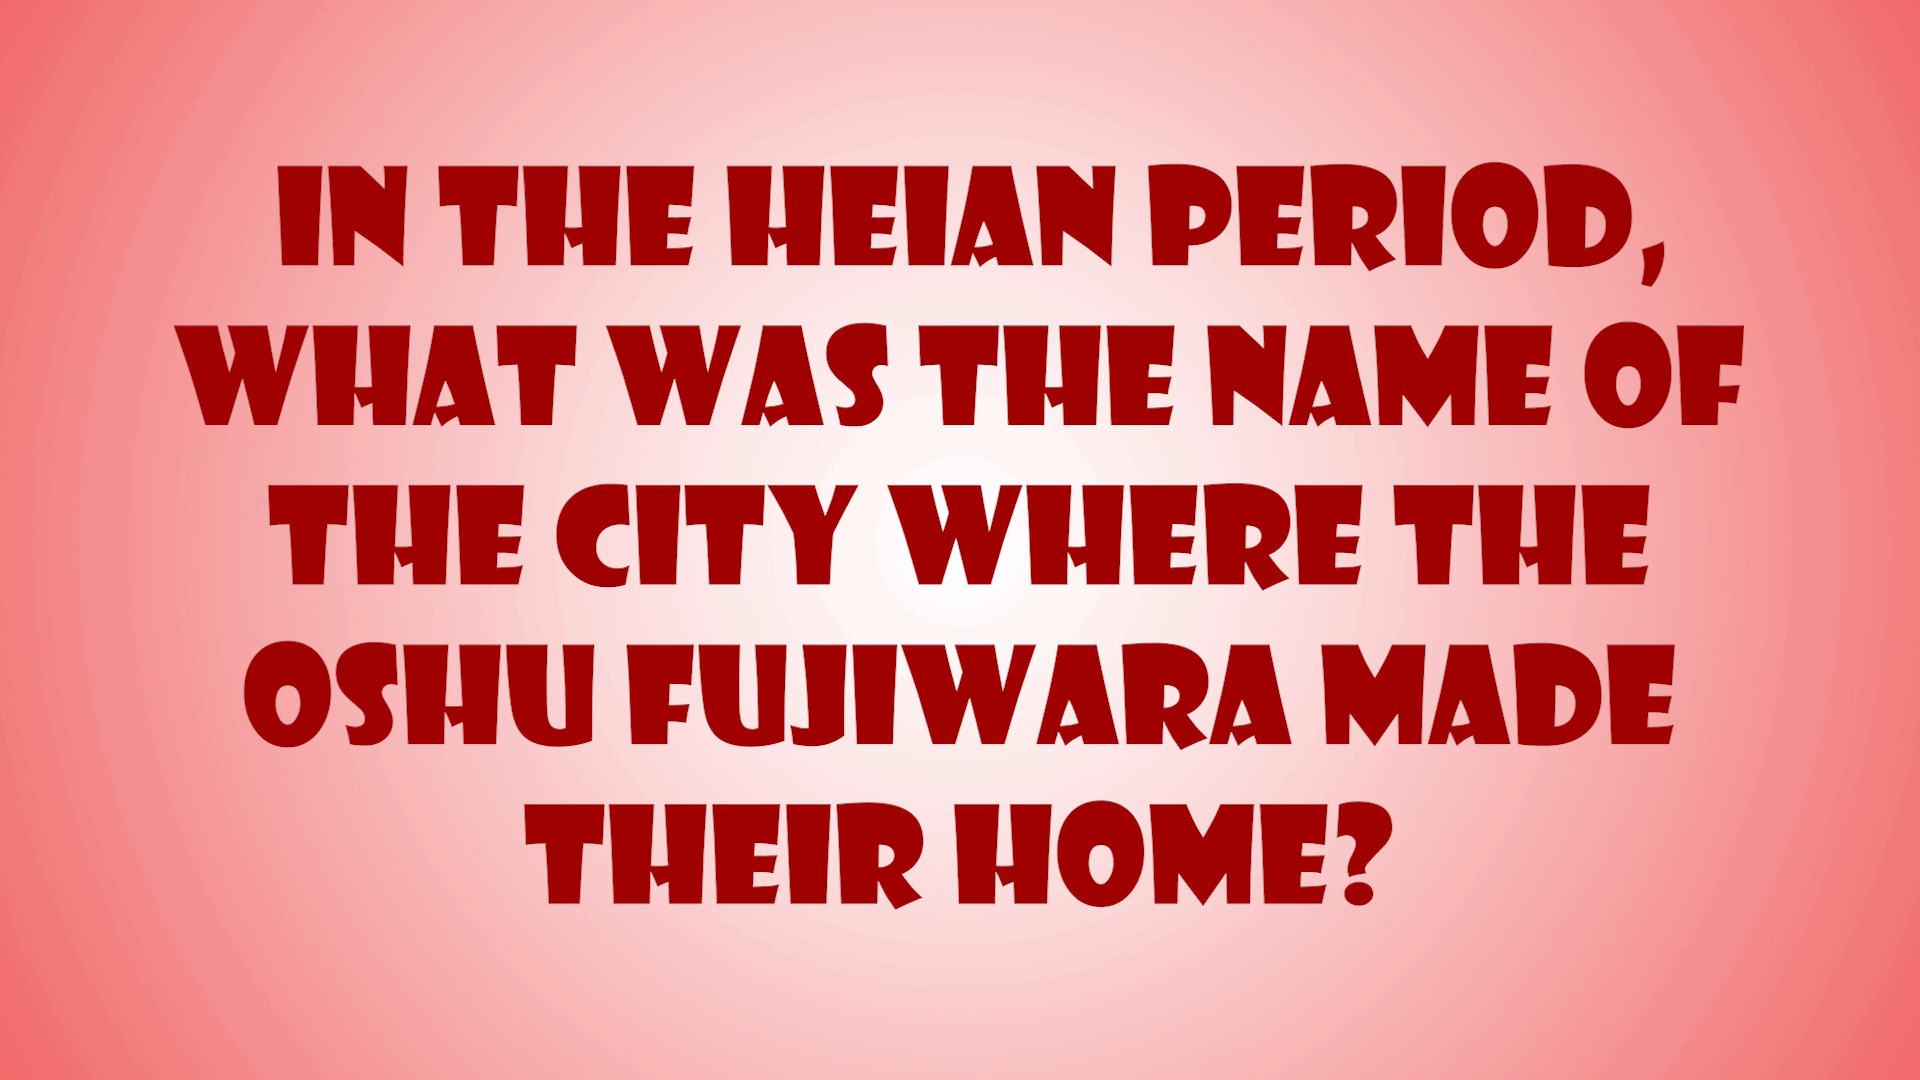 IN THE HEIAN PERIOD,
WHAT WAS THE NAME OF
THE CITY WHERE THE
OSHU FUJIWARA MADE
THEIR HOME?